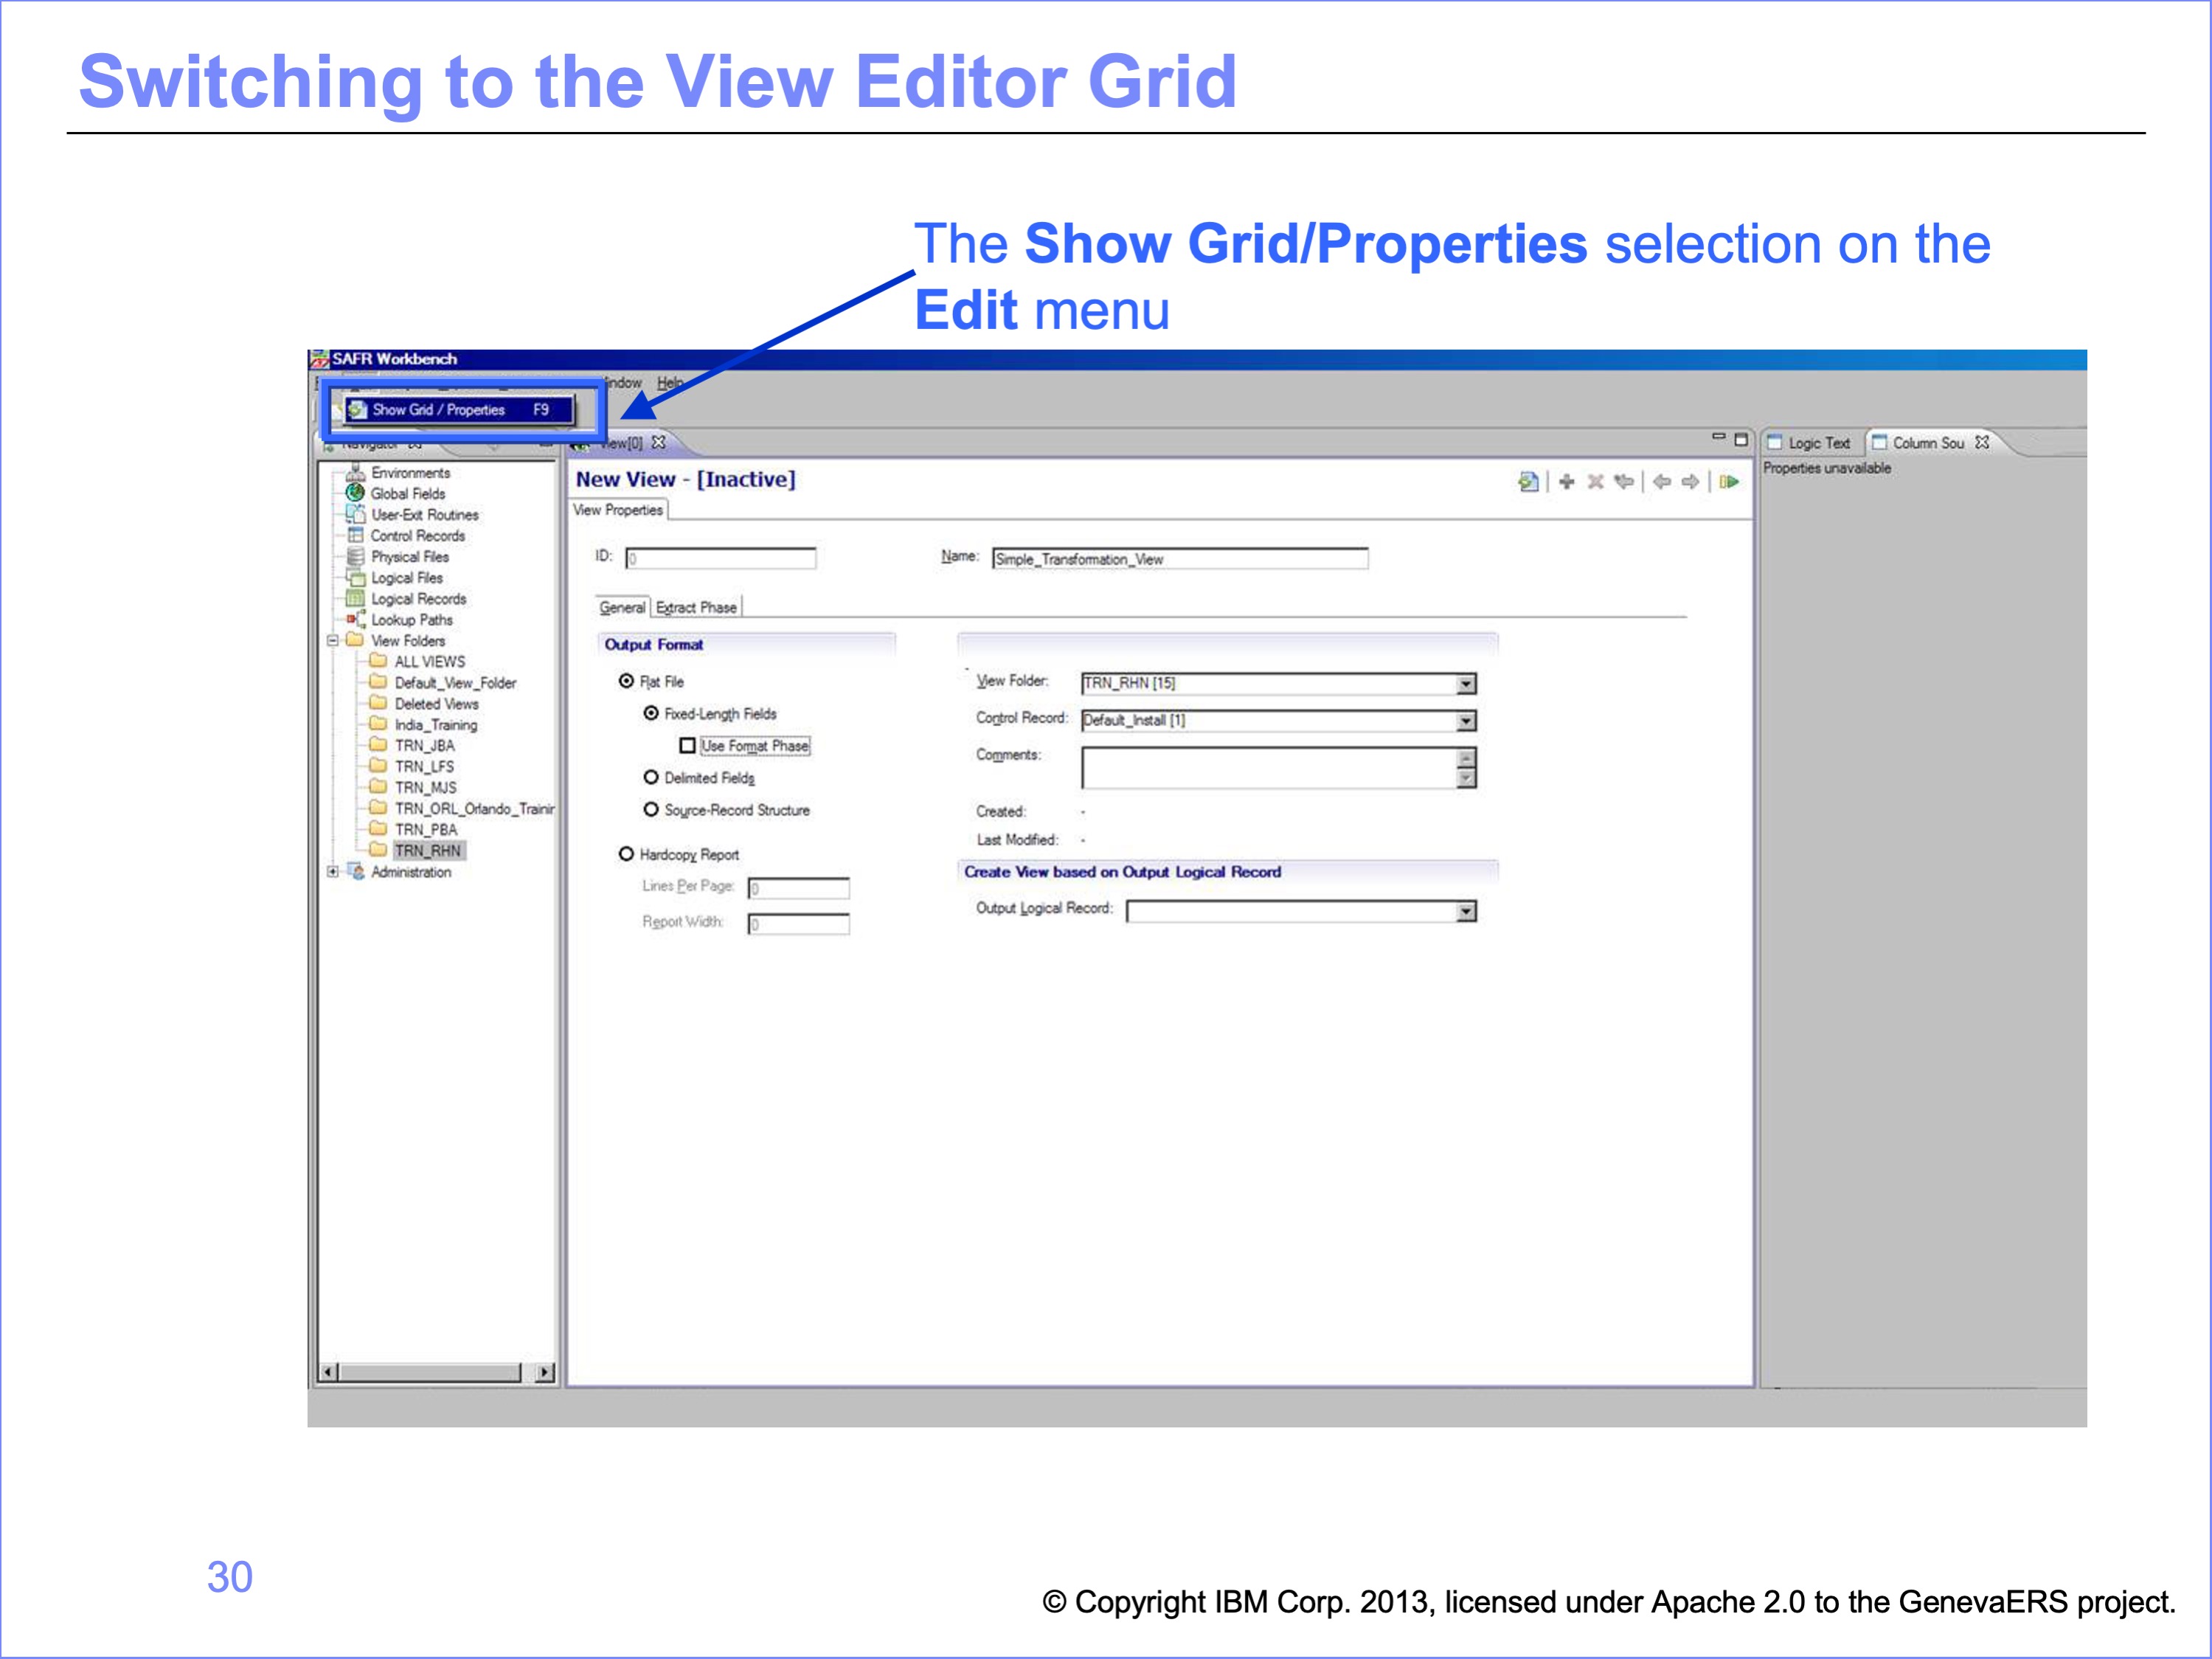 Switching to the View Editor Grid
The Show Grid/Properties selection on the
Edit menu
SAFR Workbench
indow Help
Show Grid / Properties F9
Navigator
View[0]
Logic Text
Column Sou
New View - [Inactive]
Properties unavailable
View Properties
Environments
Global Fields
User-Exit Routines
Control Records
Physical Files
Logical Files
Logical Records
Lookup Paths
View Folders
ALL VIEWS
Default_View_Folder
Deleted Views
India_Training
TRN_JBA
TRN_LFS
TRN_MJS
TRN_ORL_Orlando_Trainin
TRN_PBA
TRN_RHN
Administration
ID: 0
Name: Simple_Transformation_View
General Extract Phase
Output Format
Flat File
Fixed-Length Fields
Use Format Phase
Delimited Fields
Source-Record Structure
Hardcopy Report
Lines Per Page: 0
Report Width: 0
View Folder: TRN_RHN [15]
Control Record: Default_Install [1]
Comments:
Created: -
Last Modified: -
Create View based on Output Logical Record
Output Logical Record:
30
© Copyright IBM Corp. 2013, licensed under Apache 2.0 to the GenevaERS project.